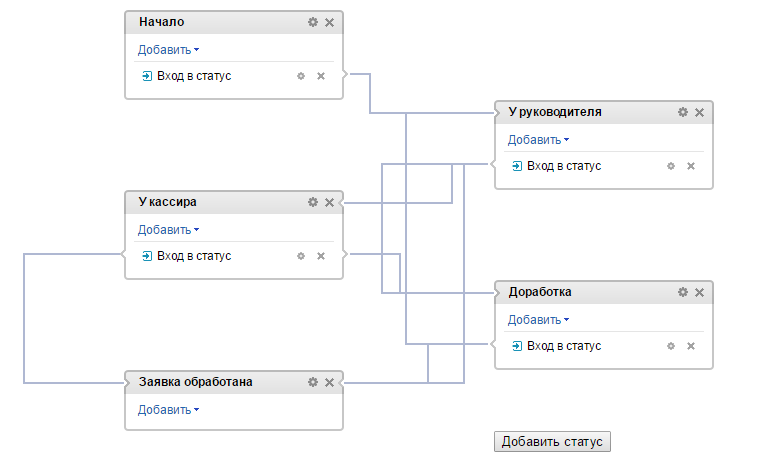 Начало
Добавить
Вход в статус
У руководителя
Добавить
Вход в статус
У кассира
Добавить
Вход в статус
Доработка
Добавить
Вход в статус
Заявка обработана
Добавить
Добавить статус